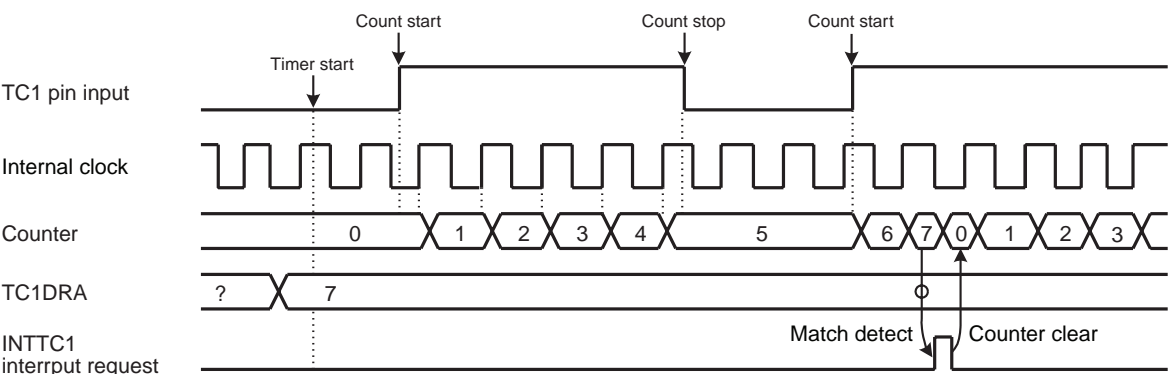 Count start Count stop Count start
Timer start
TC1 pin input
Internal clock
Counter 0 1 2 3 4 5 6 7 0 1 2 3
TC1DRA ? 7
Match detect Counter clear
INTTC1
interrput request